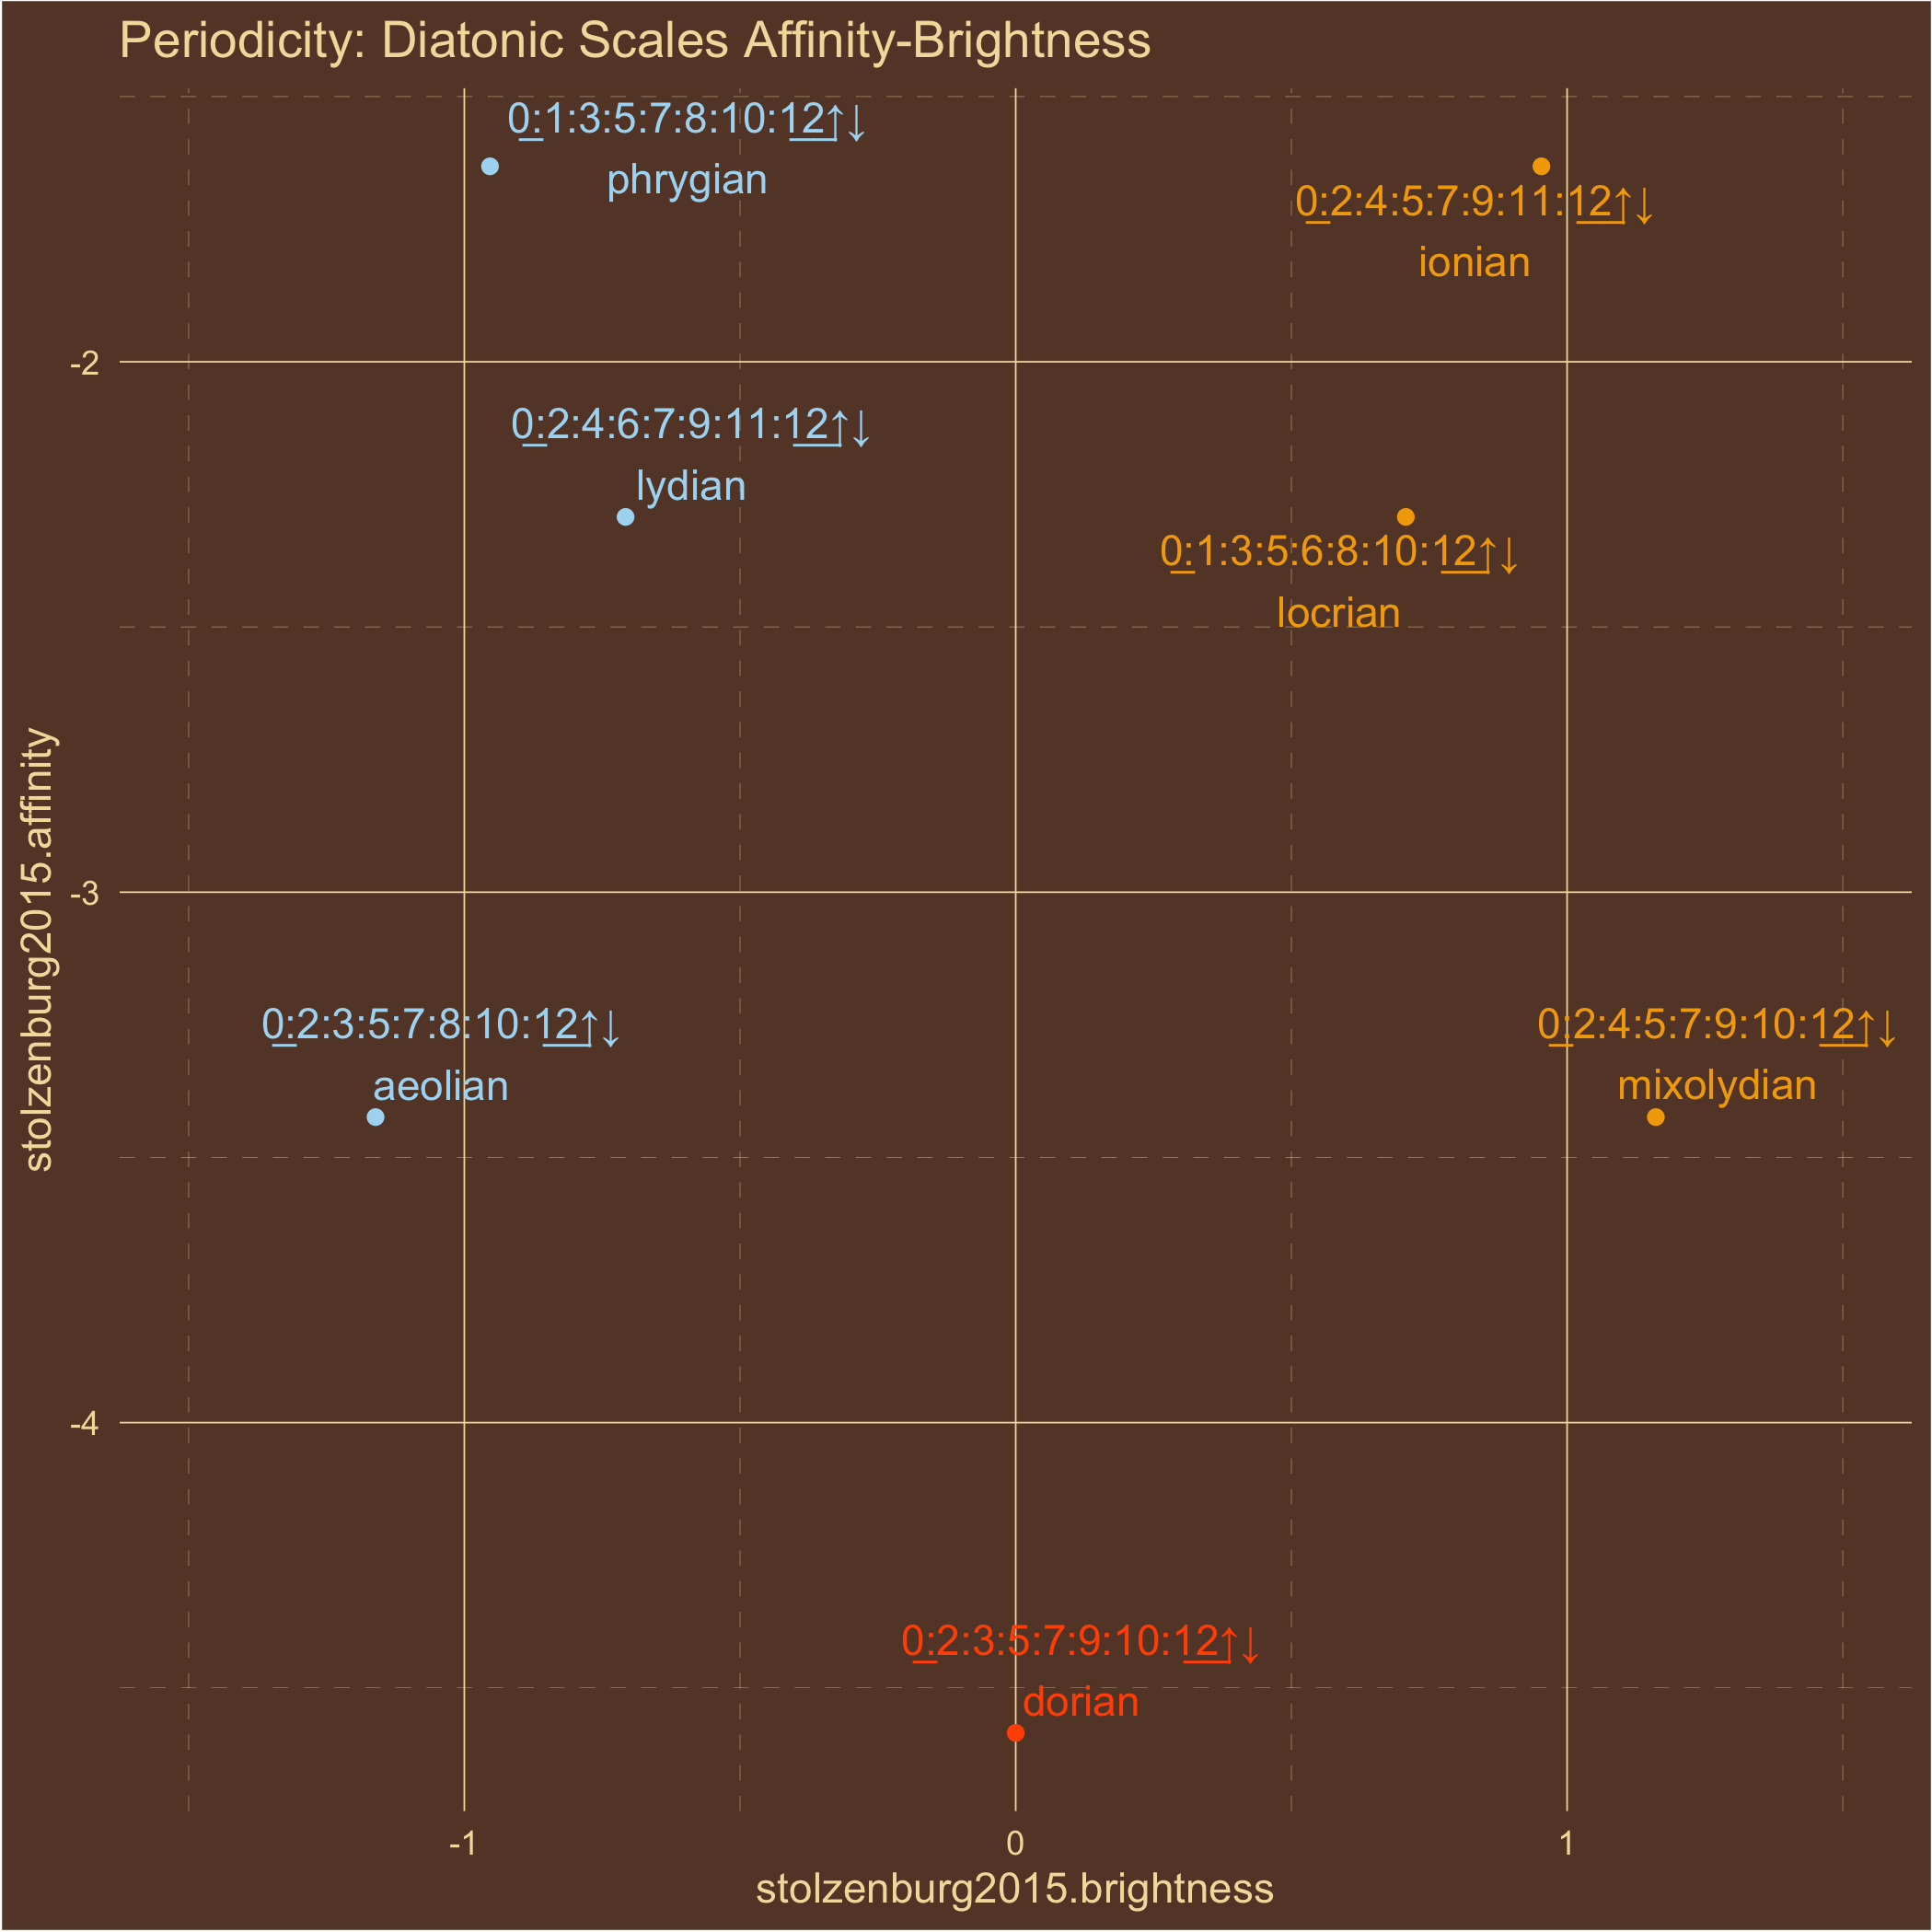 Periodicity: Diatonic Scales Affinity-Brightness
0:1:3:5:7:8:10:12↑↓
phrygian
0:2:4:5:7:9:11:12↑↓
ionian
-2
0:2:4:6:7:9:11:12↑↓
lydian
0:1:3:5:6:8:10:12↑↓
locrian
stolzenburg2015.affinity
-3
0:2:3:5:7:8:10:12↑↓
aeolian
0:2:4:5:7:9:10:12↑↓
mixolydian
-4
0:2:3:5:7:9:10:12↑↓
dorian
-1
0
1
stolzenburg2015.brightness